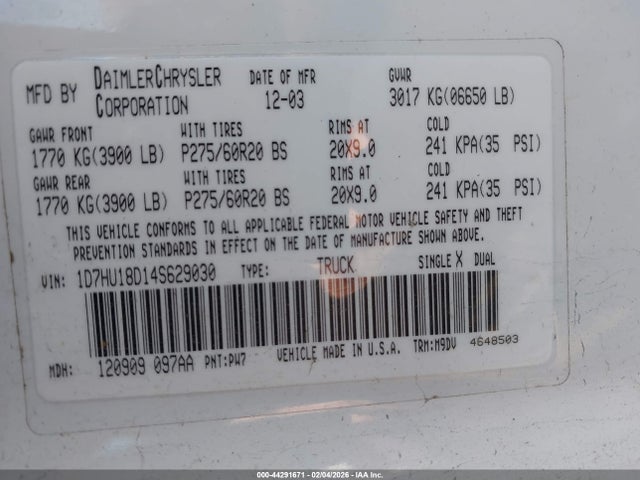 MFD BY DAIMLERCHRYSLER CORPORATION DATE OF MFR 12-03 GVWR 3017 KG(06650 LB)
GAWR FRONT WITH TIRES RIMS AT COLD
1770 KG(3900 LB) P275/60R20 BS 20X9.0 241 KPA(35 PSI)
GAWR REAR WITH TIRES RIMS AT COLD
1770 KG(3900 LB) P275/60R20 BS 20X9.0 241 KPA(35 PSI)
THIS VEHICLE CONFORMS TO ALL APPLICABLE FEDERAL MOTOR VEHICLE SAFETY AND THEFT
PREVENTION STANDARDS IN EFFECT ON THE DATE OF MANUFACTURE SHOWN ABOVE.
VIN: 1D7HU18D14S629030 TYPE: TRUCK SINGLE X DUAL
MDH: 120909 097AA PNT:PW7 VEHICLE MADE IN U.S.A. TRM:M9DV 4648503
000-44291671 - 02/04/2026 - IAAI.com